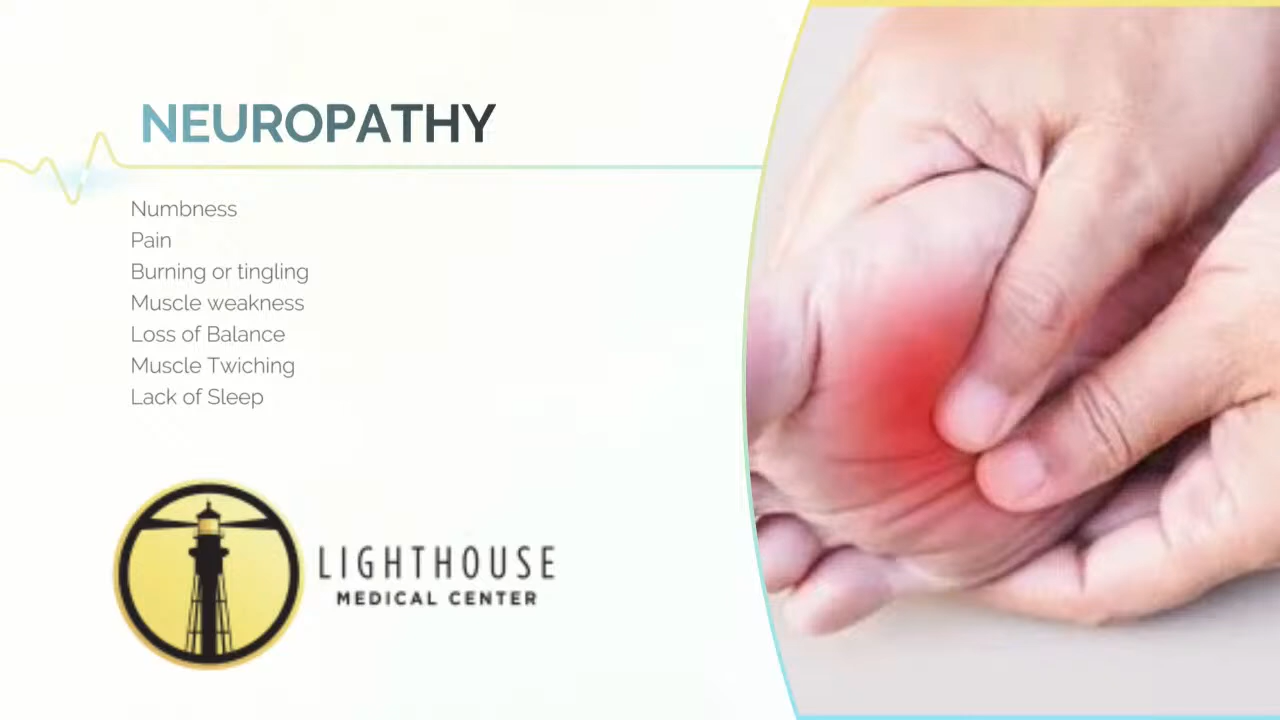 NEUROPATHY
Numbness
Pain
Burning or tingling
Muscle weakness
Loss of Balance
Muscle Twiching
Lack of Sleep
LIGHTHOUSE
MEDICAL CENTER